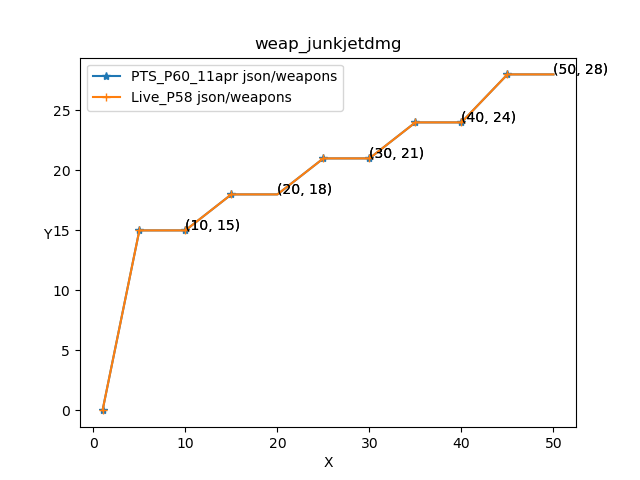 weap_junkjetdmg
PTS_P60_11apr json/weapons
Live_P58 json/weapons
(50, 28)
(40, 24)
(30, 21)
(20, 18)
(10, 15)
25
20
15
10
5
0
Y
0 10 20 30 40 50
X